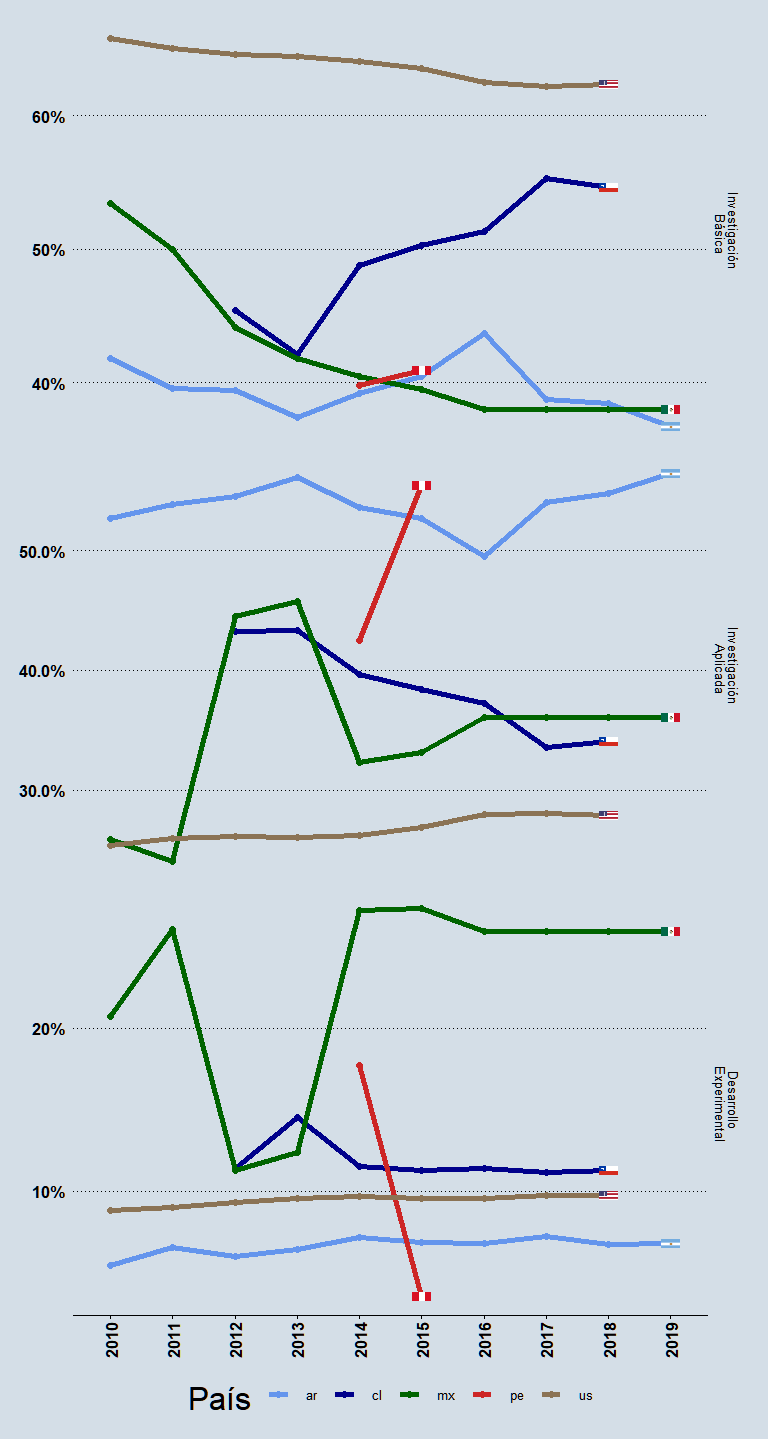 60%
50%
40%
Investigación
Básica
50.0%
40.0%
30.0%
Investigación
Aplicada
20%
10%
Desarrollo
Experimental
2010 2011 2012 2013 2014 2015 2016 2017 2018 2019
País ar cl mx pe us